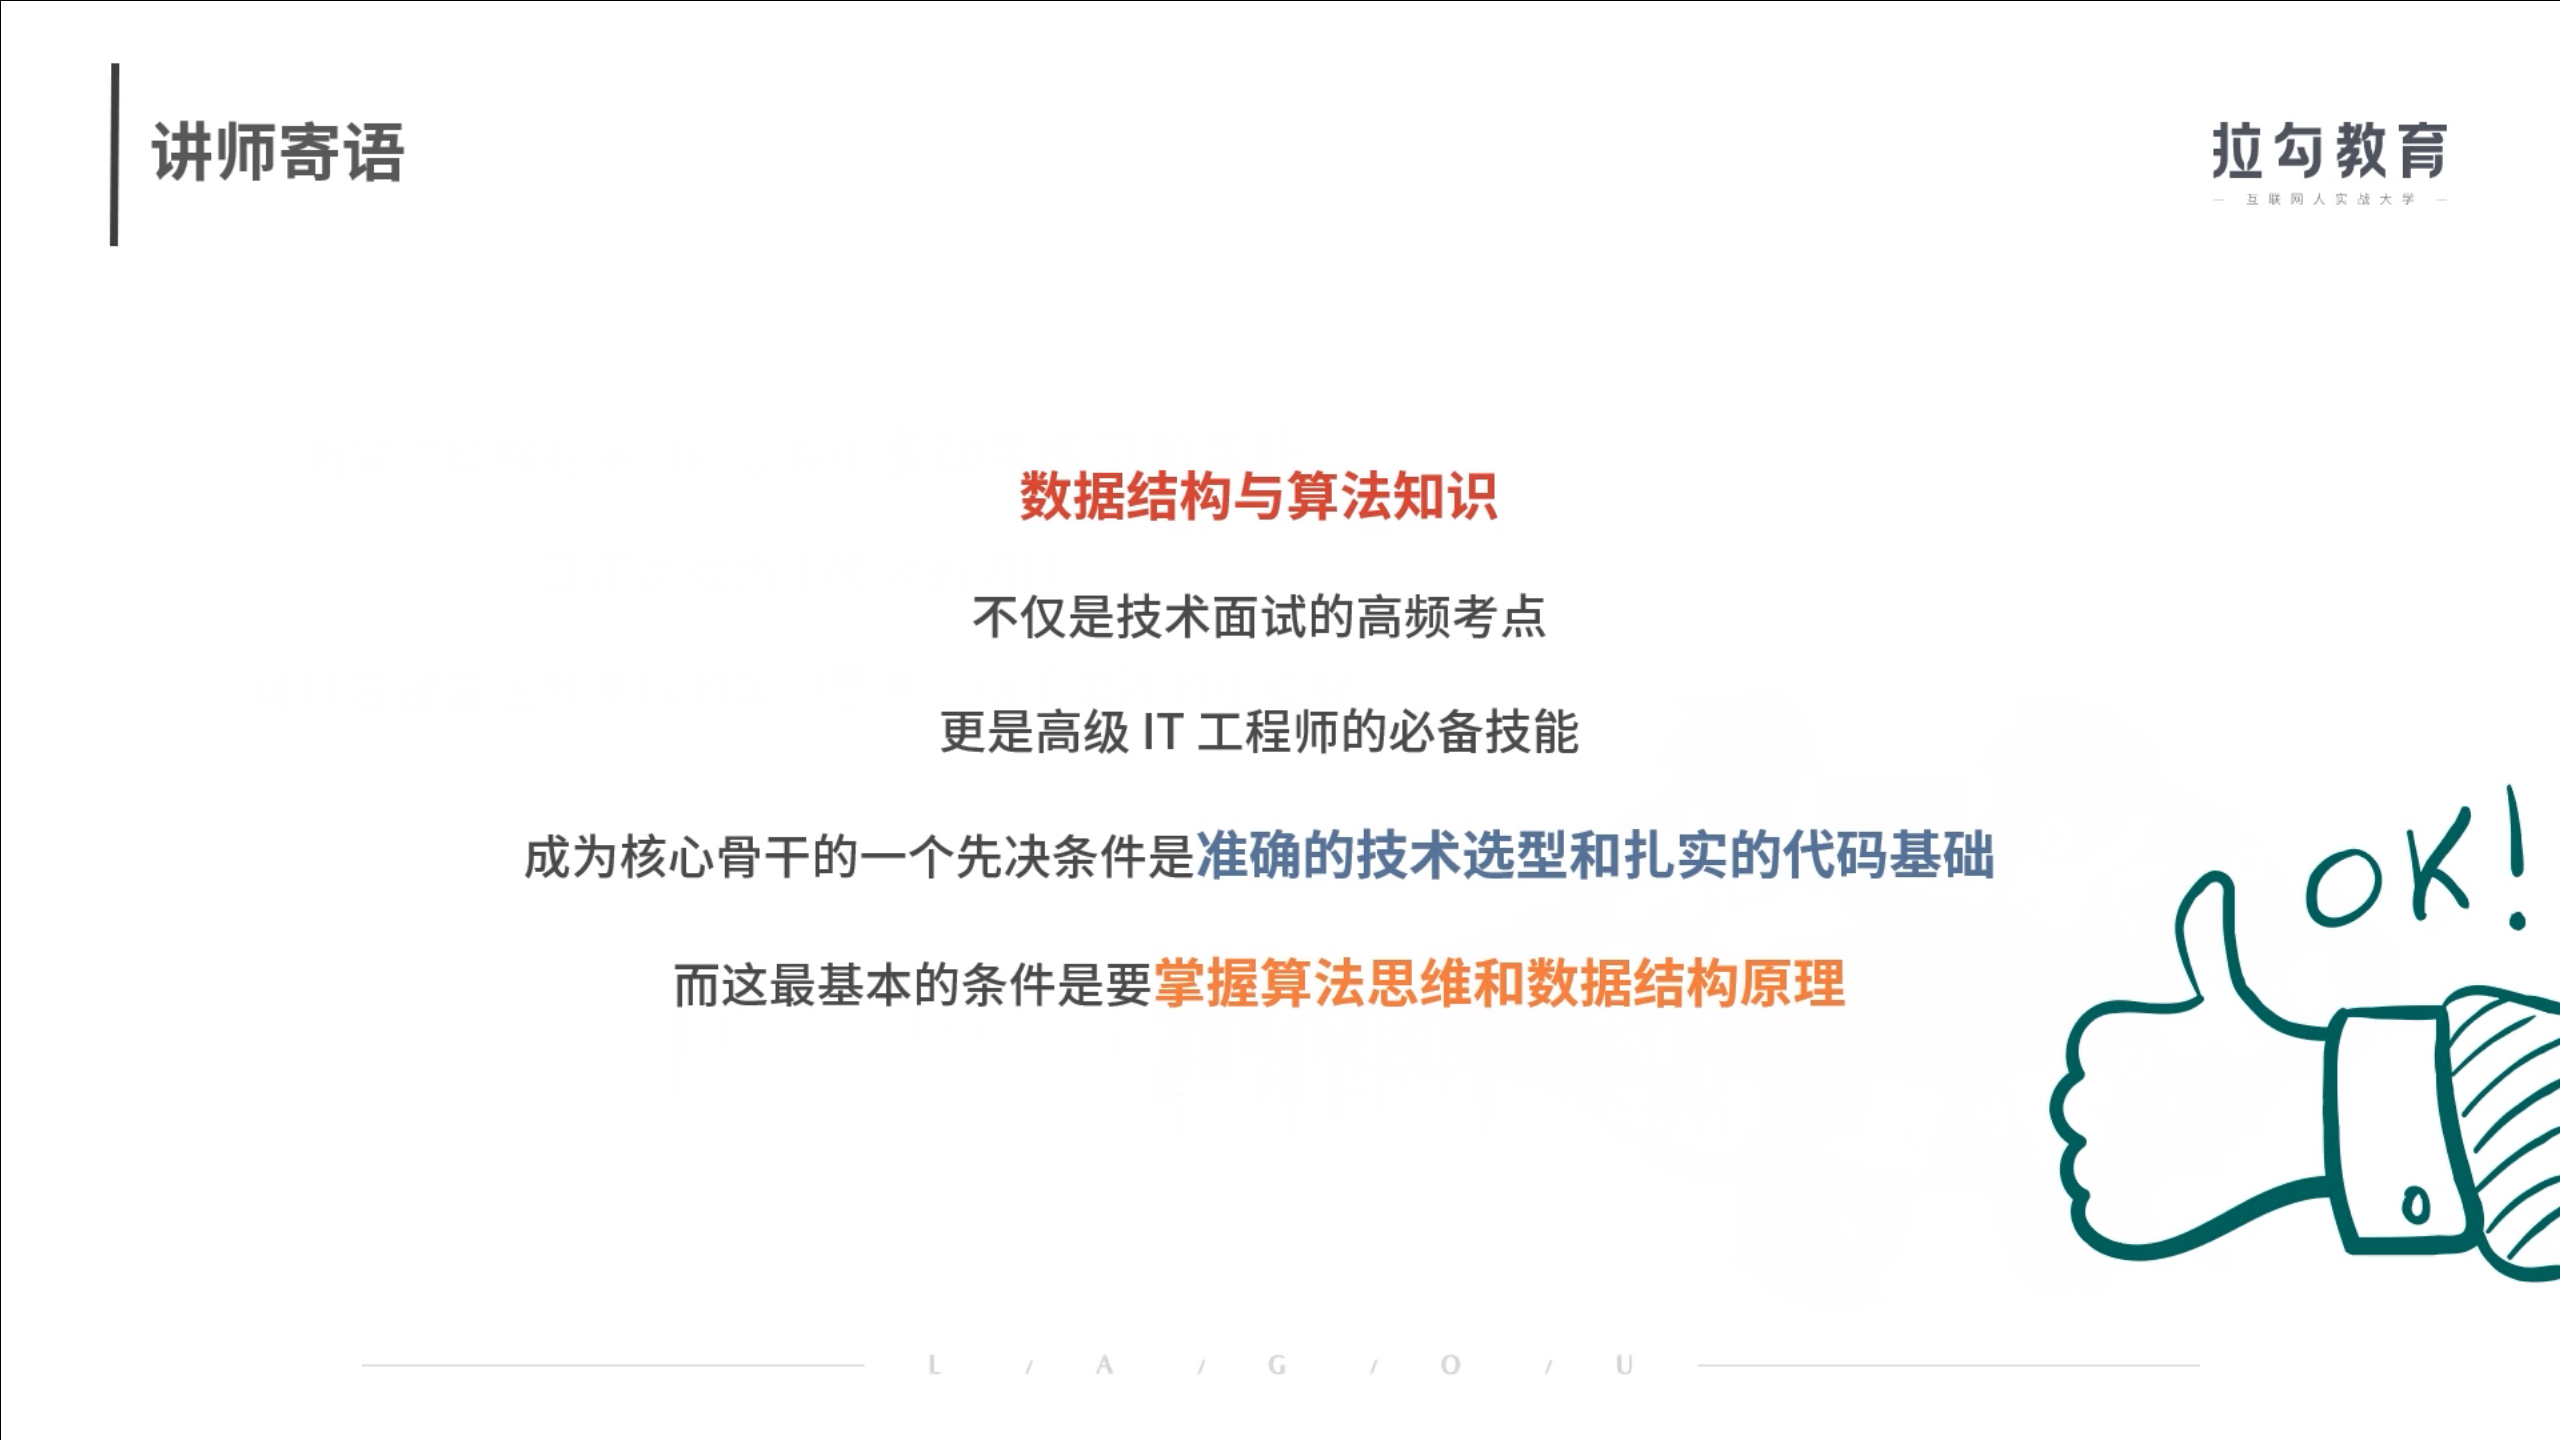 讲师寄语
拉勾教育
— 互联网人实战大学 —
数据结构与算法知识
不仅是技术面试的高频考点
更是高级 IT 工程师的必备技能
成为核心骨干的一个先决条件是准确的技术选型和扎实的代码基础
而这最基本的条件是要掌握算法思维和数据结构原理
OK!
L / A / G / O / U